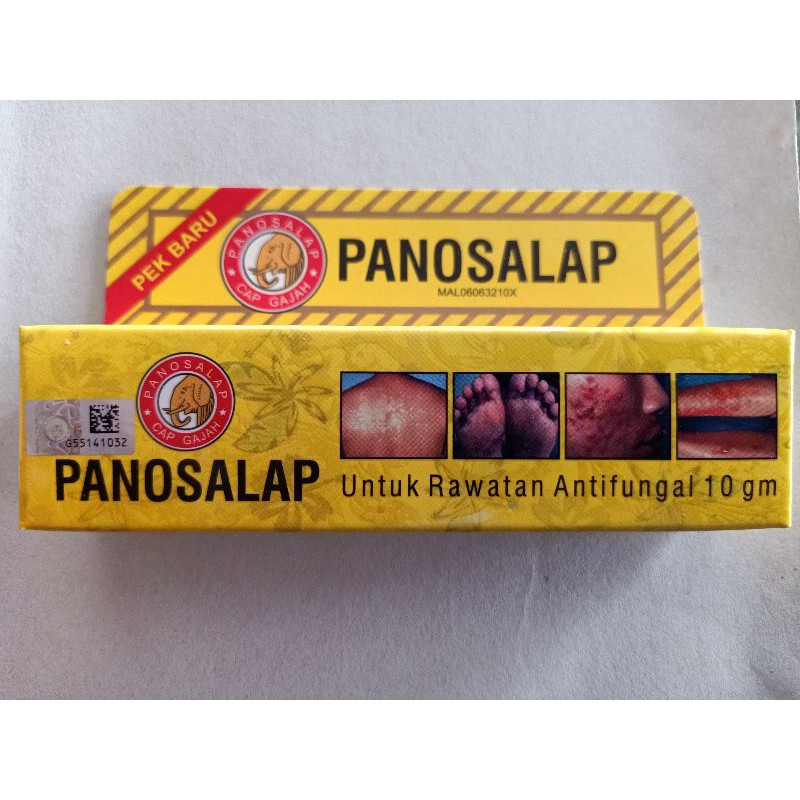 PEK BARU
PANOSALAP
CAP GAJAH
PANOSALAP
MAL06063210X
PANOSALAP
CAP GAJAH
G55141032
PANOSALAP
Untuk Rawatan Antifungal 10 gm